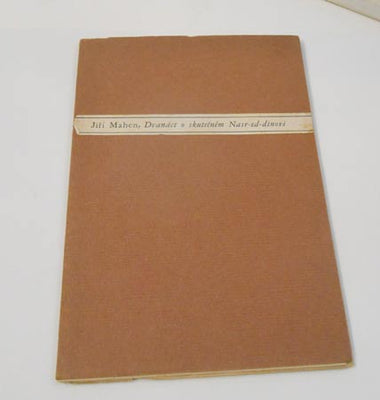 Jiří Mahen, Dvanáct o skutečném Nasr-ed-dinovi